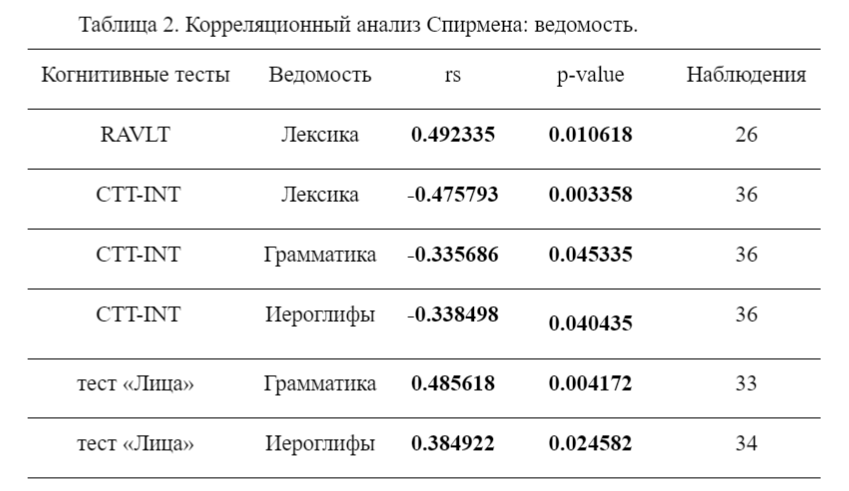 Таблица 2. Корреляционный анализ Спирмена: ведомость.
Когнитивные тесты Ведомость rs p-value Наблюдения
RAVLT Лексика 0.492335 0.010618 26
CTT-INT Лексика -0.475793 0.003358 36
CTT-INT Грамматика -0.335686 0.045335 36
CTT-INT Иероглифы -0.338498 0.040435 36
тест «Лица» Грамматика 0.485618 0.004172 33
тест «Лица» Иероглифы 0.384922 0.024582 34